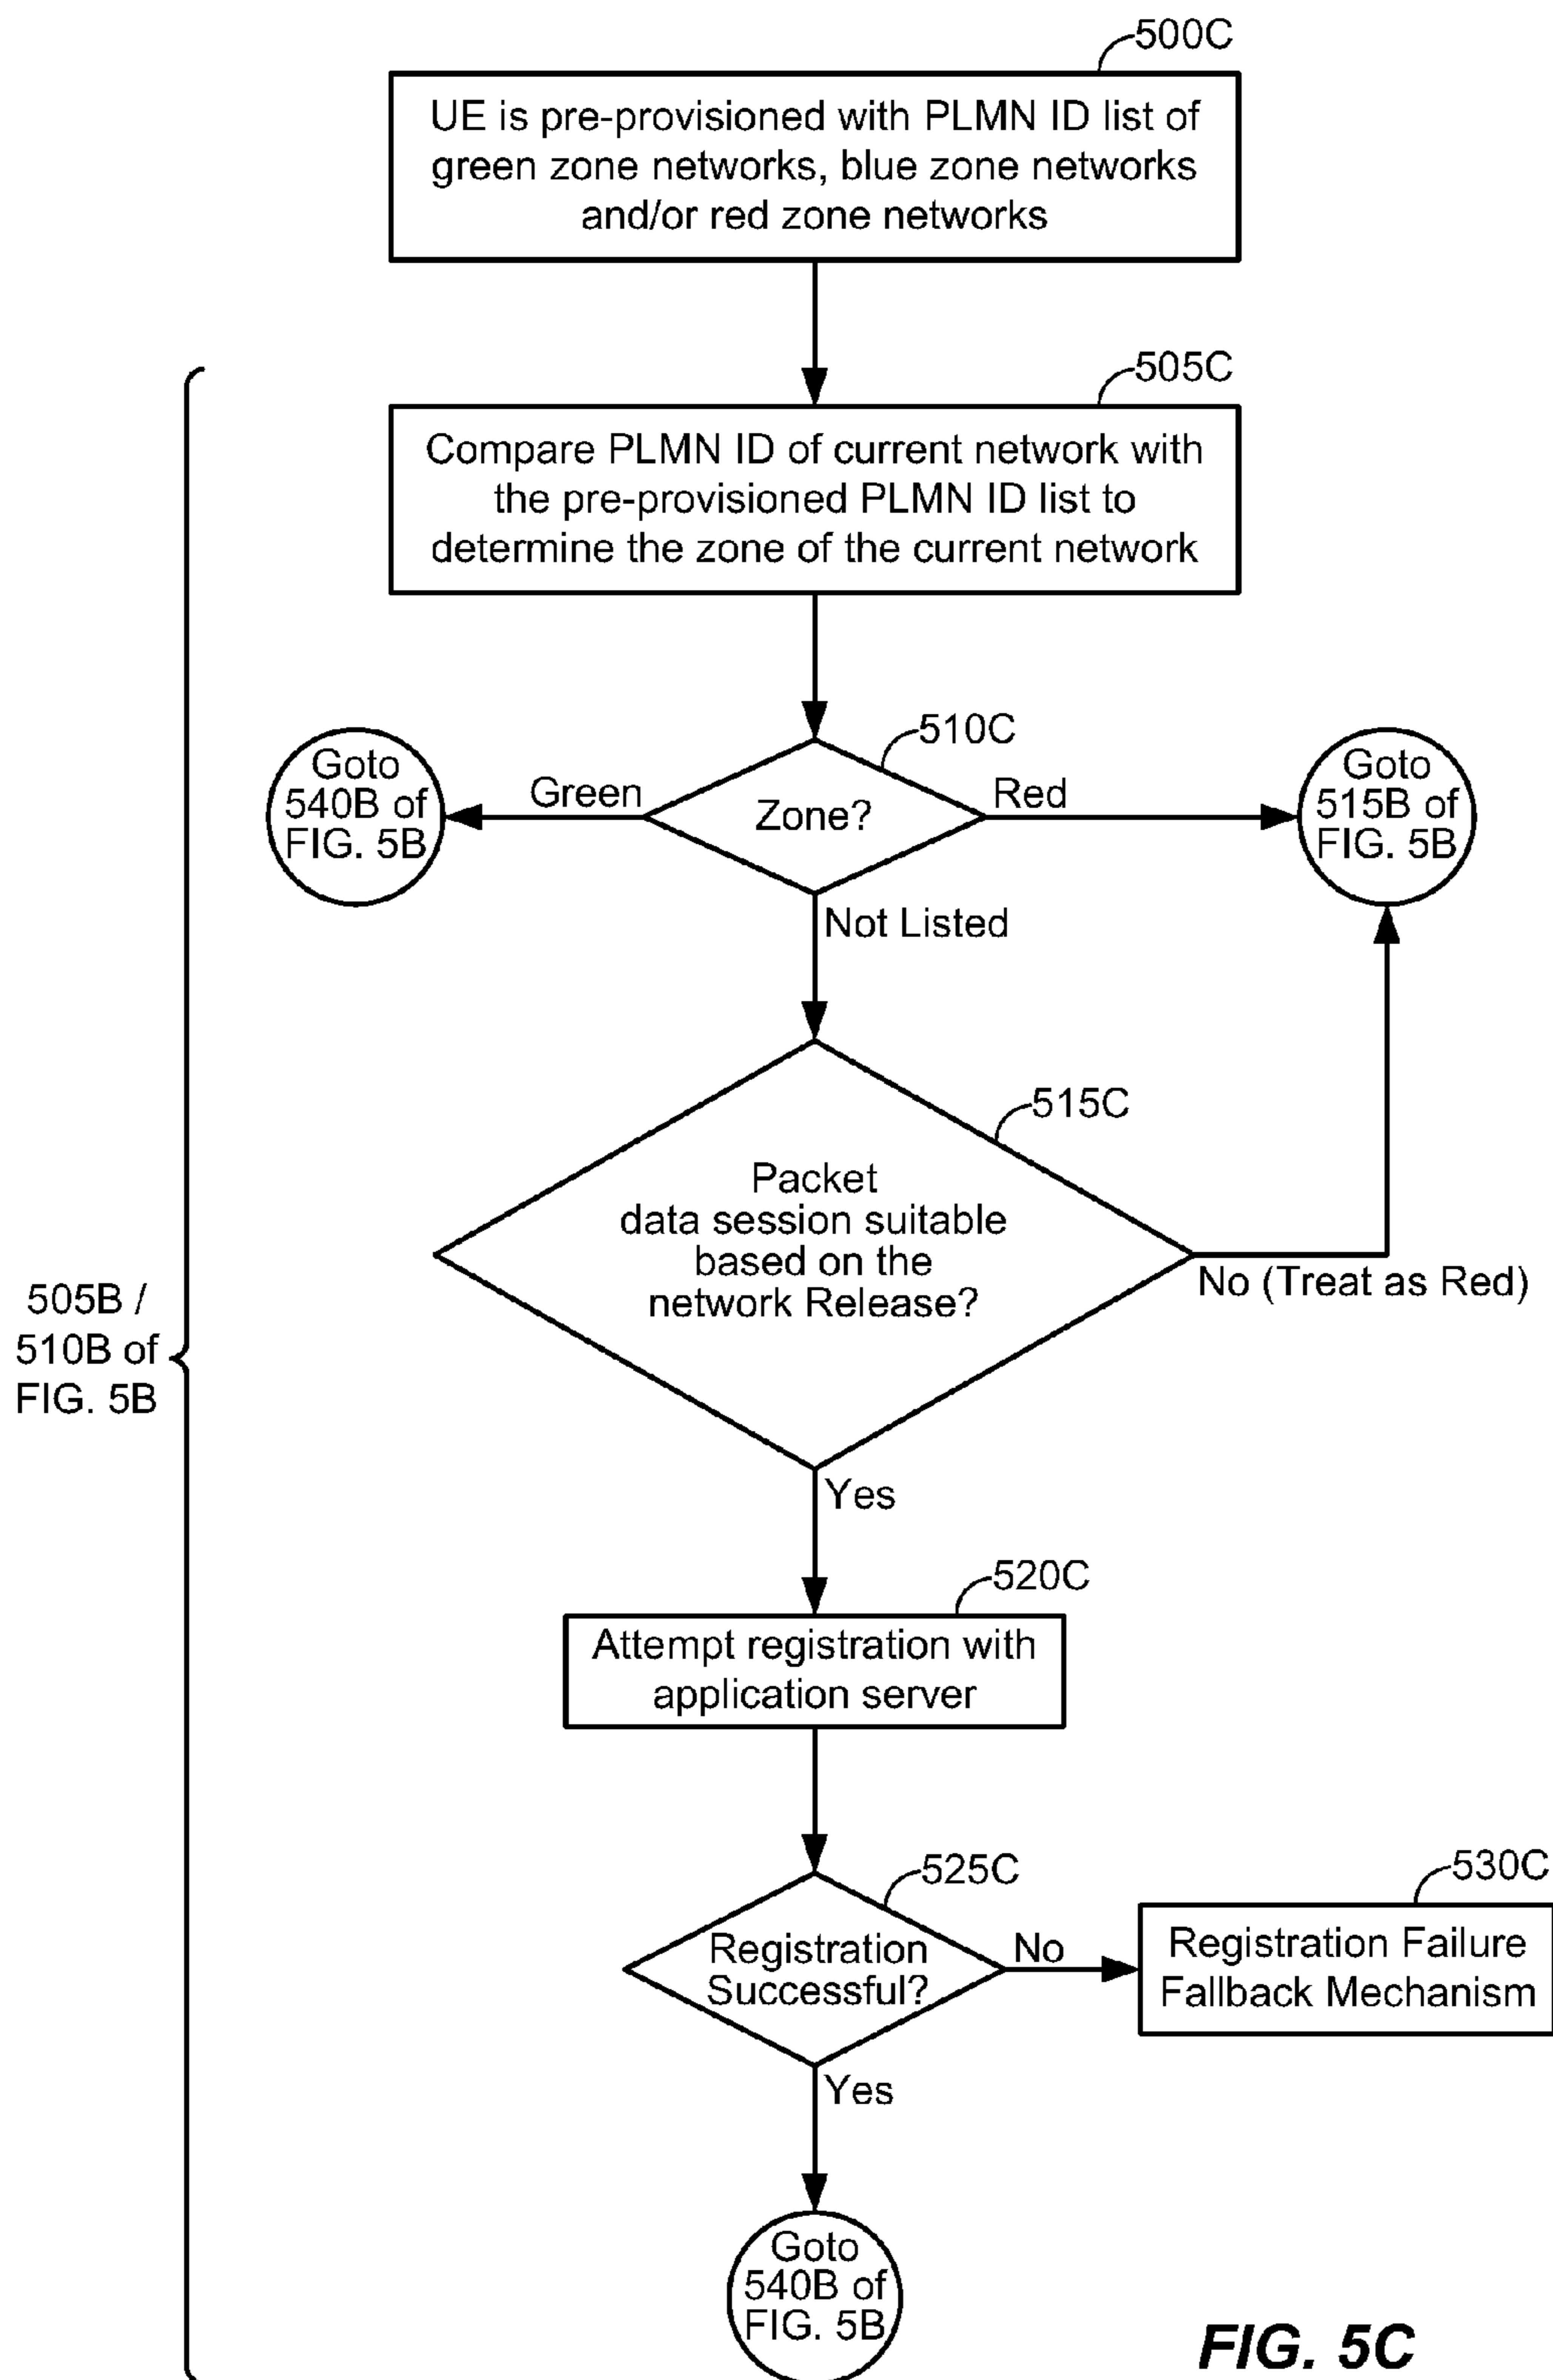 500C
UE is pre-provisioned with PLMN ID list of
green zone networks, blue zone networks
and/or red zone networks
505C
Compare PLMN ID of current network with
the pre-provisioned PLMN ID list to
determine the zone of the current network
510C
Goto
540B of
FIG. 5B
Green
Zone?
Red
Goto
515B of
FIG. 5B
Not Listed
515C
Packet
data session suitable
based on the
network Release?
No (Treat as Red)
505B /
510B of
FIG. 5B
Yes
520C
Attempt registration with
application server
525C
Registration
Successful?
No
530C
Registration Failure
Fallback Mechanism
Yes
Goto
540B of
FIG. 5B
FIG. 5C